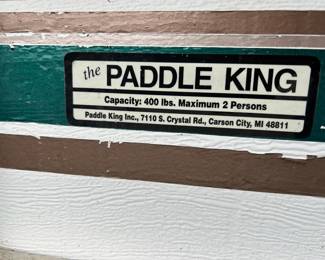 the PADDLE KING
Capacity: 400 lbs. Maximum 2 Persons
Paddle King Inc., 7110 S. Crystal Rd., Carson City, MI 48811